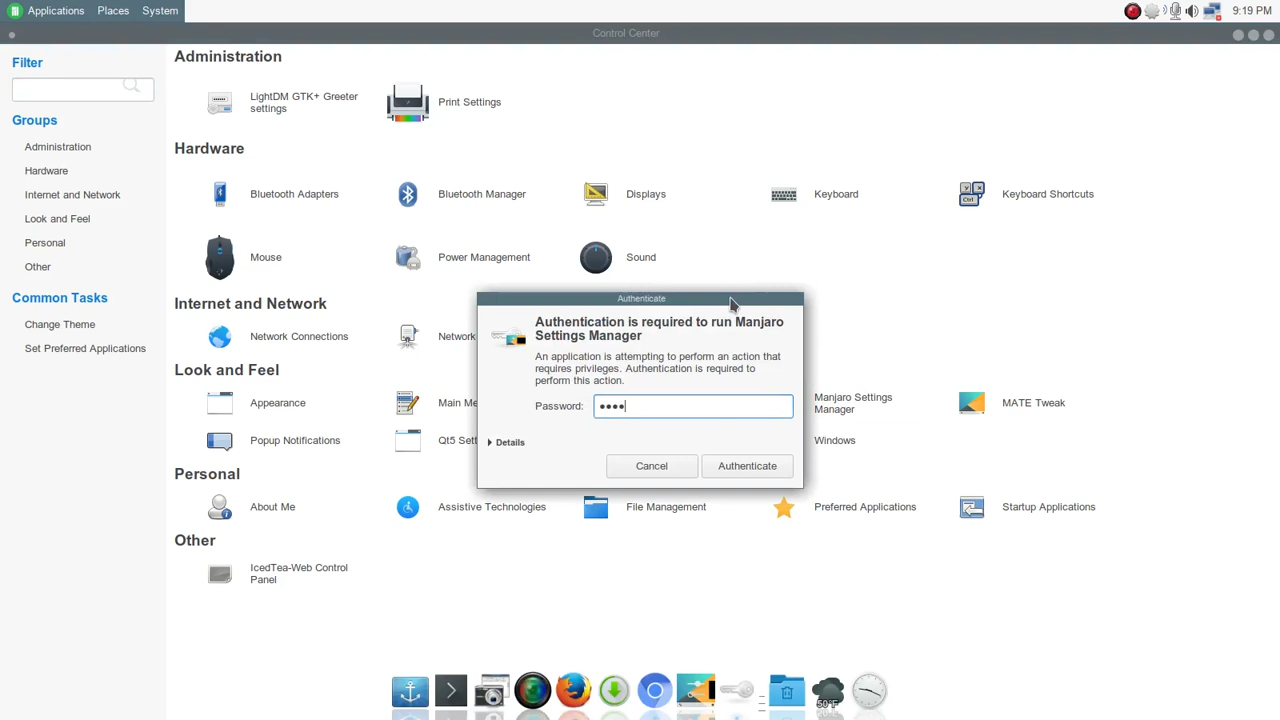 Applications Places System
9:19 PM
Control Center
Filter
Groups
Administration
Hardware
Internet and Network
Look and Feel
Personal
Other
Common Tasks
Change Theme
Set Preferred Applications
Administration
LightDM GTK+ Greeter
settings
Print Settings
Hardware
Bluetooth Adapters
Bluetooth Manager
Displays
Keyboard
Keyboard Shortcuts
Mouse
Power Management
Sound
Internet and Network
Network Connections
Network
Look and Feel
Appearance
Main Me
Manjaro Settings
Manager
MATE Tweak
Popup Notifications
Qt5 Sett
Windows
Personal
About Me
Assistive Technologies
File Management
Preferred Applications
Startup Applications
Other
IcedTea-Web Control
Panel
Authenticate
Authentication is required to run Manjaro
Settings Manager
An application is attempting to perform an action that
requires privileges. Authentication is required to
perform this action.
Password: ●●●●
Details
Cancel
Authenticate
50°F